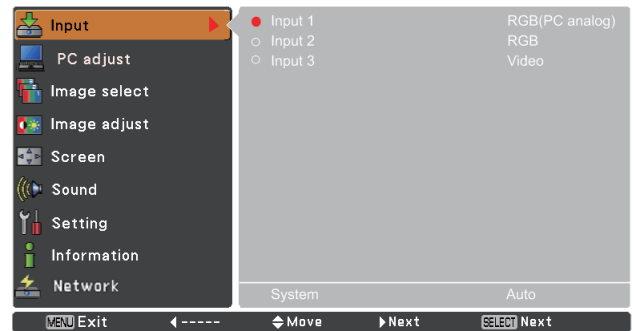 Input
PC adjust
Image select
Image adjust
Screen
Sound
Setting
Information
Network
Input 1 RGB(PC analog)
Input 2 RGB
Input 3 Video
System Auto
MENU Exit ◀ ----- ◆ Move ▶ Next SELECT Next